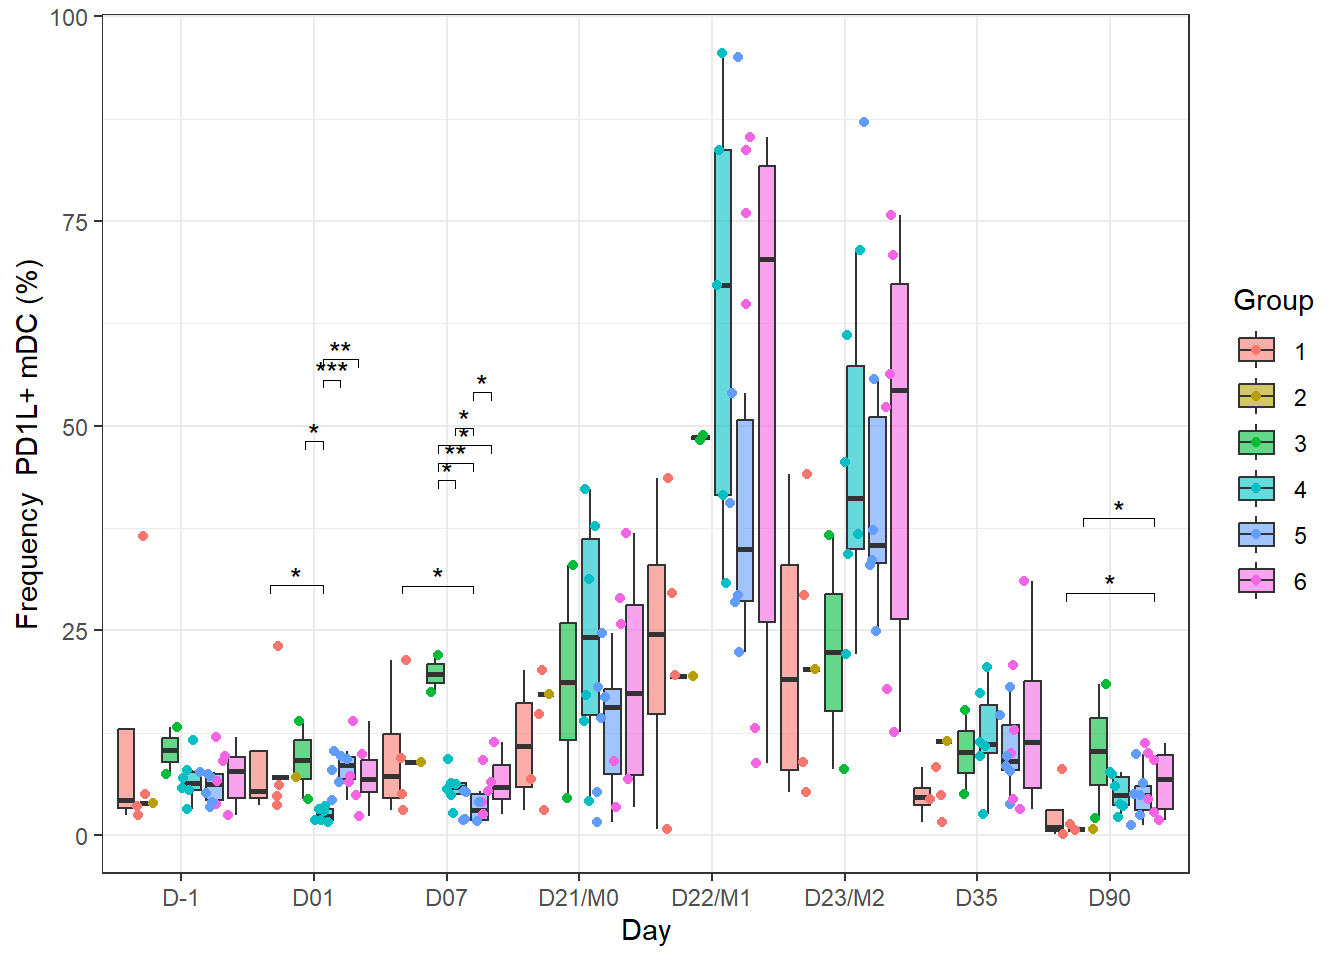 100
75
50
25
0
Frequency  PD1L+ mDC (%)
**
***
*
*
*
*
*
**
*
*
*
*
D-1
D01
D07
D21/M0
D22/M1
D23/M2
D35
D90
Day
Group
1
2
3
4
5
6